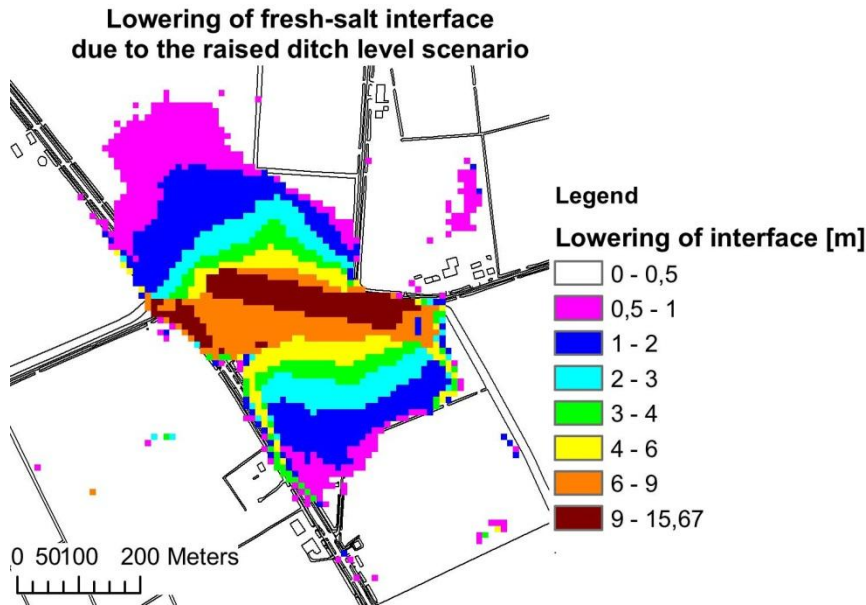 Lowering of fresh-salt interface
due to the raised ditch level scenario
Legend
Lowering of interface [m]
0 - 0,5
0,5 - 1
1 - 2
2 - 3
3 - 4
4 - 6
6 - 9
9 - 15,67
0 50100 200 Meters